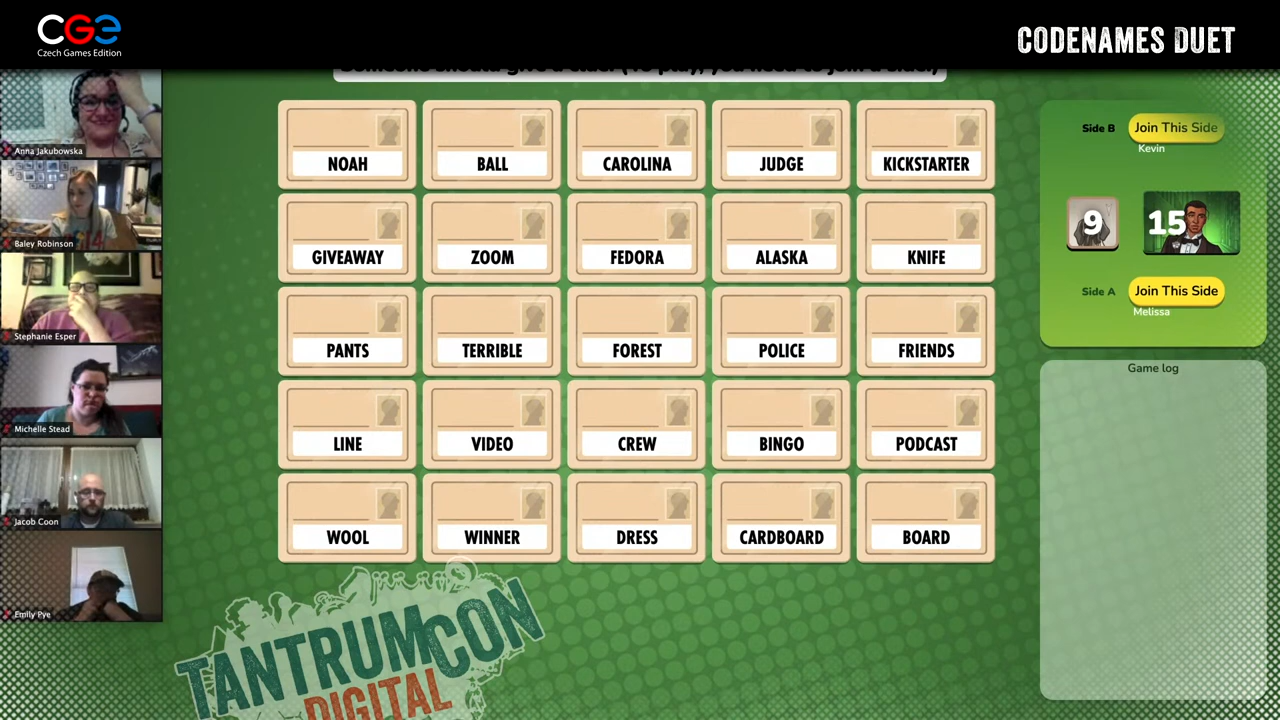 CGE
Czech Games Edition
CODENAMES DUET
Anna Jakubowska
Baley Robinson
Stephanie Esper
Michelle Stead
Jacob Coon
Emily Pye
NOAH
BALL
CAROLINA
JUDGE
KICKSTARTER
GIVEAWAY
ZOOM
FEDORA
ALASKA
KNIFE
PANTS
TERRIBLE
FOREST
POLICE
FRIENDS
LINE
VIDEO
CREW
BINGO
PODCAST
WOOL
WINNER
DRESS
CARDBOARD
BOARD
Side B
Join This Side
Kevin
9
15
Side A
Join This Side
Melissa
Game log
TANTRUMCON
DIGITAL